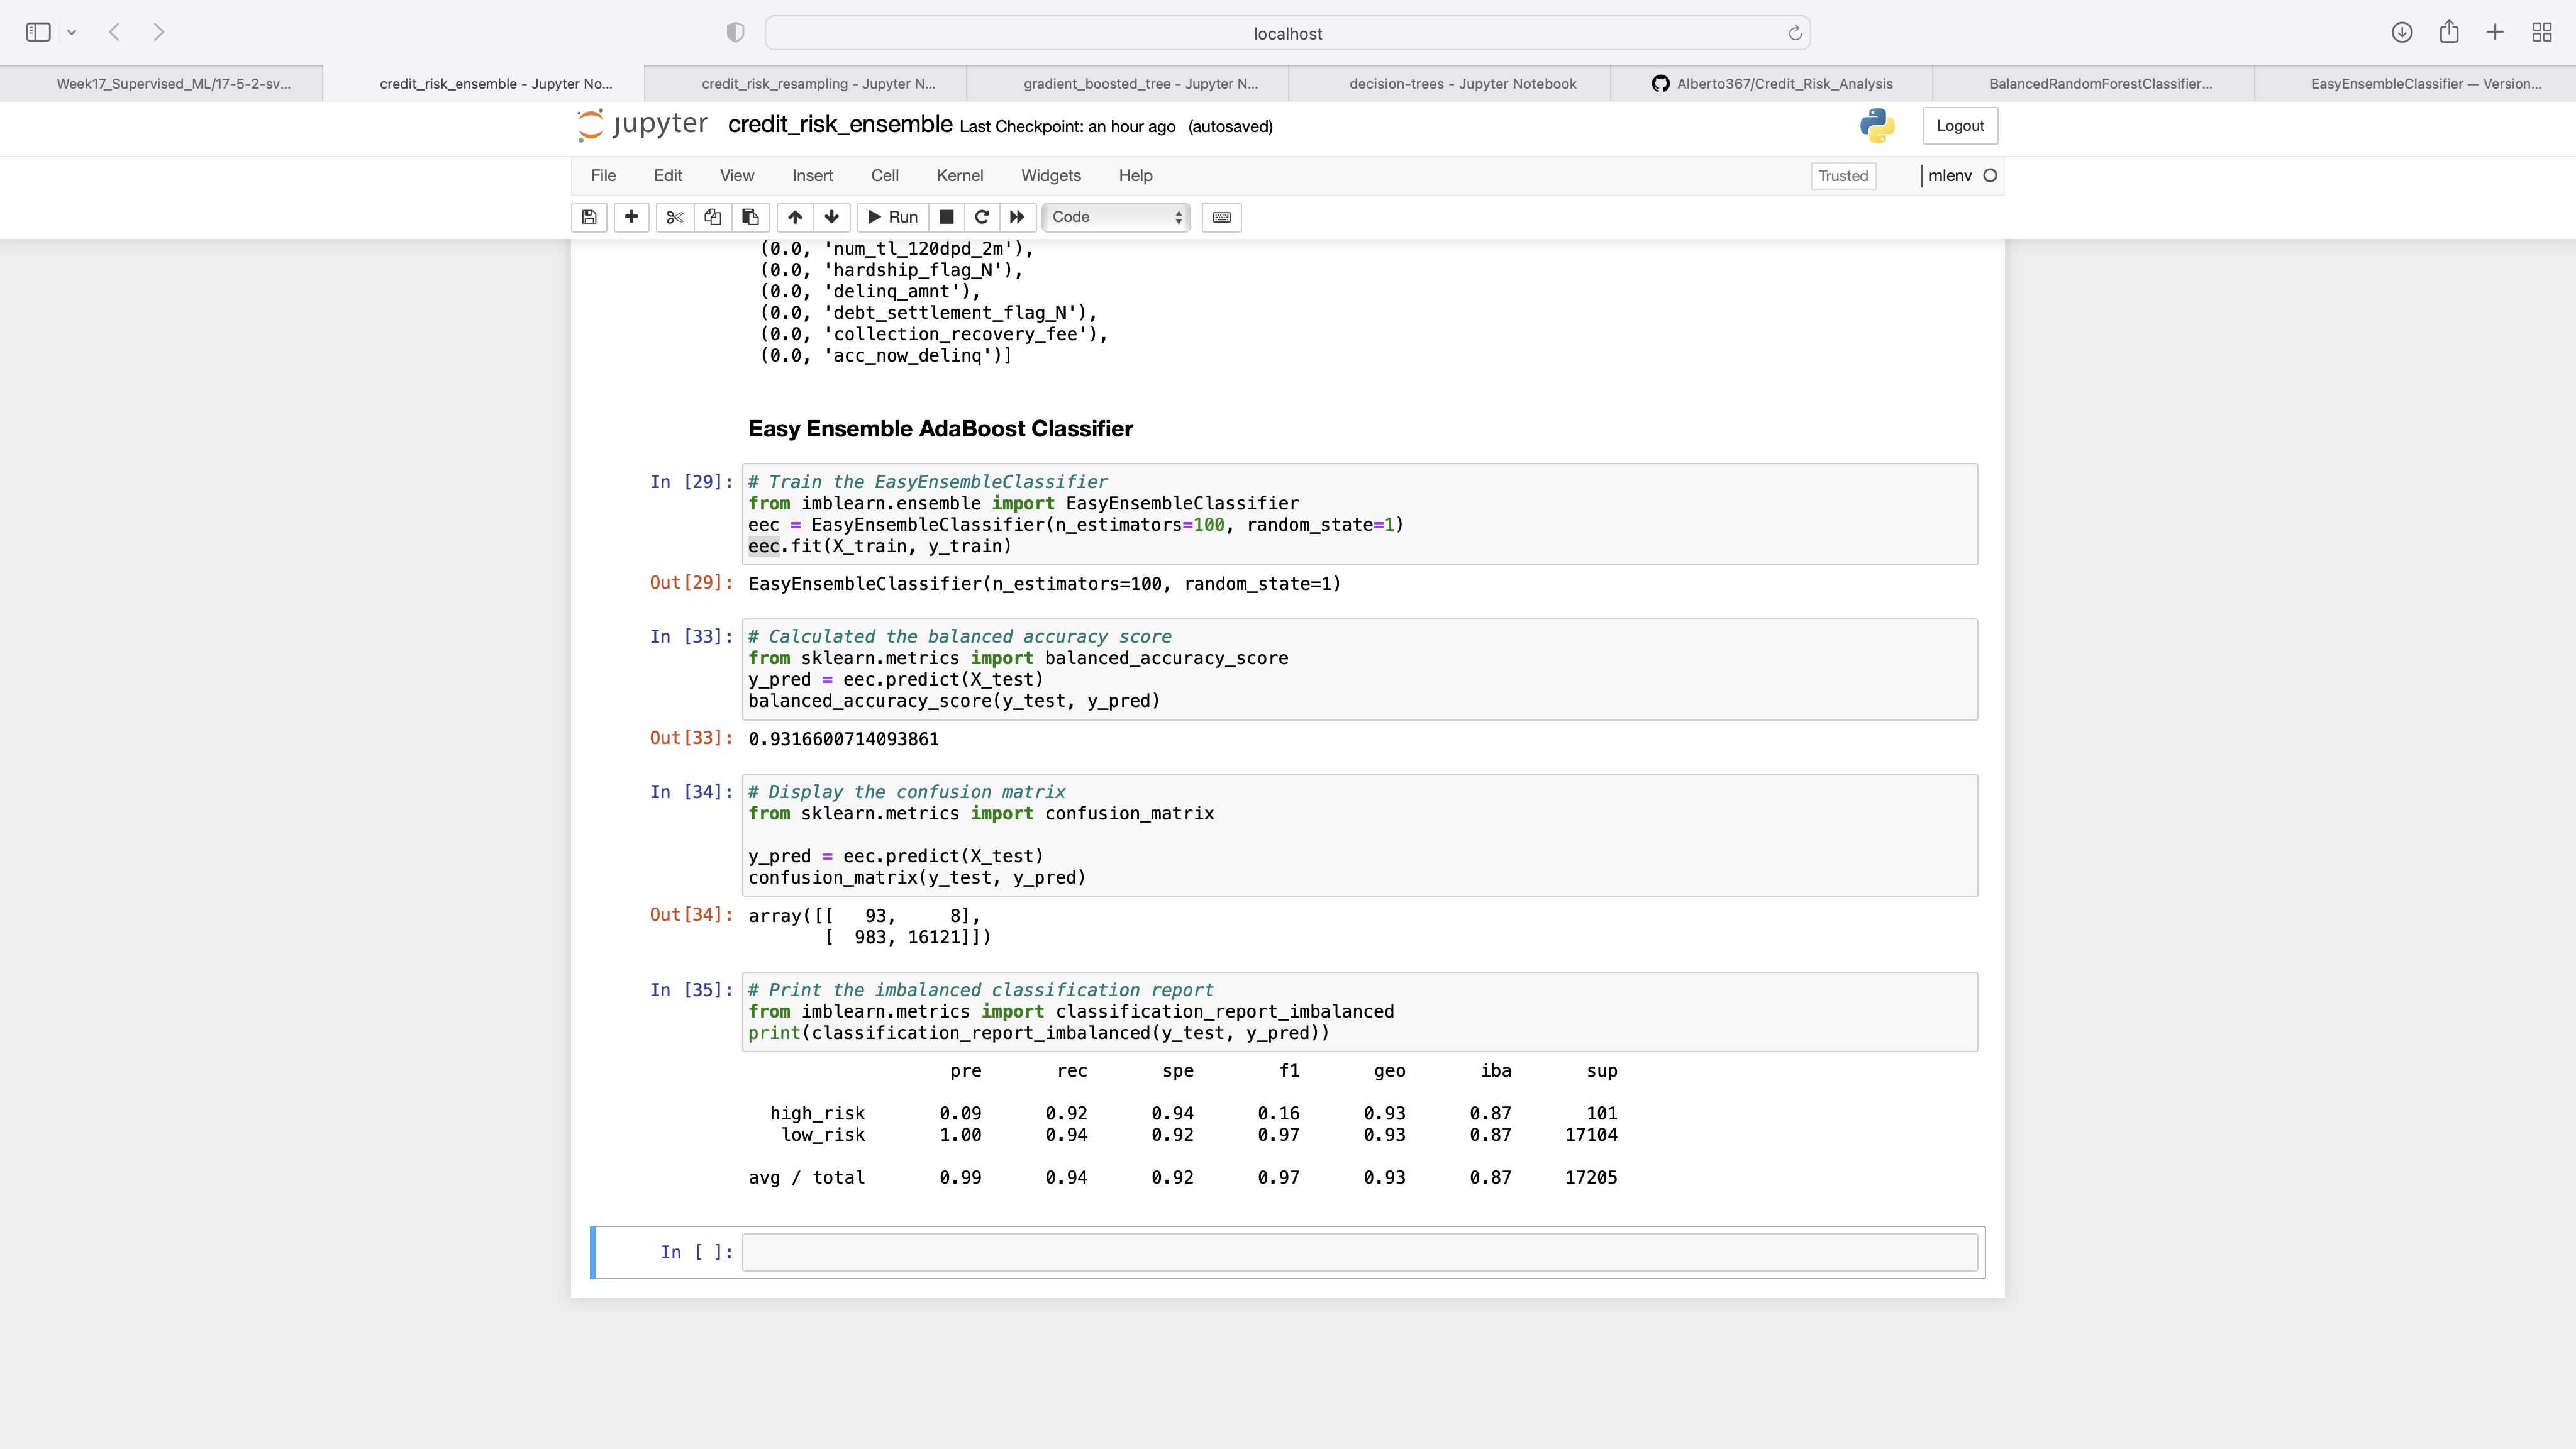 localhost
Week17_Supervised_ML/17-5-2-sv...
credit_risk_ensemble - Jupyter No...
credit_risk_resampling - Jupyter N...
gradient_boosted_tree - Jupyter N...
decision-trees - Jupyter Notebook
Alberto367/Credit_Risk_Analysis
BalancedRandomForestClassifier...
EasyEnsembleClassifier — Version...
jupyter credit_risk_ensemble Last Checkpoint: an hour ago (autosaved)
Logout
File Edit View Insert Cell Kernel Widgets Help
Trusted
mlenv
Run
Code
(0.0, 'num_tl_120dpd_2m'),
(0.0, 'hardship_flag_N'),
(0.0, 'delinq_amnt'),
(0.0, 'debt_settlement_flag_N'),
(0.0, 'collection_recovery_fee'),
(0.0, 'acc_now_delinq')]
Easy Ensemble AdaBoost Classifier
In [29]: # Train the EasyEnsembleClassifier
from imblearn.ensemble import EasyEnsembleClassifier
eec = EasyEnsembleClassifier(n_estimators=100, random_state=1)
eec.fit(X_train, y_train)
Out[29]: EasyEnsembleClassifier(n_estimators=100, random_state=1)
In [33]: # Calculated the balanced accuracy score
from sklearn.metrics import balanced_accuracy_score
y_pred = eec.predict(X_test)
balanced_accuracy_score(y_test, y_pred)
Out[33]: 0.9316600714093861
In [34]: # Display the confusion matrix
from sklearn.metrics import confusion_matrix
y_pred = eec.predict(X_test)
confusion_matrix(y_test, y_pred)
Out[34]: array([[   93,     8],
[  983, 16121]])
In [35]: # Print the imbalanced classification report
from imblearn.metrics import classification_report_imbalanced
print(classification_report_imbalanced(y_test, y_pred))
pre rec spe f1 geo iba sup
high_risk 0.09 0.92 0.94 0.16 0.93 0.87 101
low_risk 1.00 0.94 0.92 0.97 0.93 0.87 17104
avg / total 0.99 0.94 0.92 0.97 0.93 0.87 17205
In [ ]: